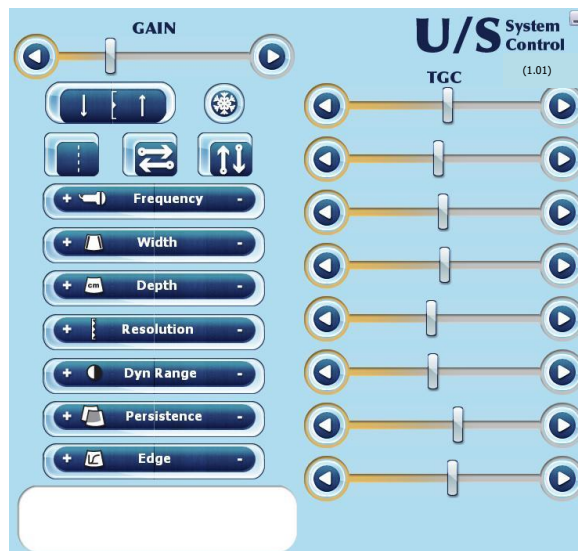 GAIN
U/S System Control
(1.01)
TGC
+ Frequency -
+ Width -
+ cm Depth -
+ Resolution -
+ Dyn Range -
+ Persistence -
+ Edge -